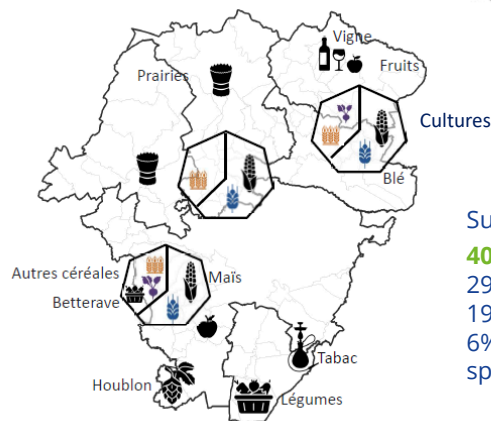 Vigne
Prairies
Fruits
Cultures
Blé
Su
40
Autres céréales
Maïs
29
Betterave
19
6%
Tabac
sp
Houblon
Légumes